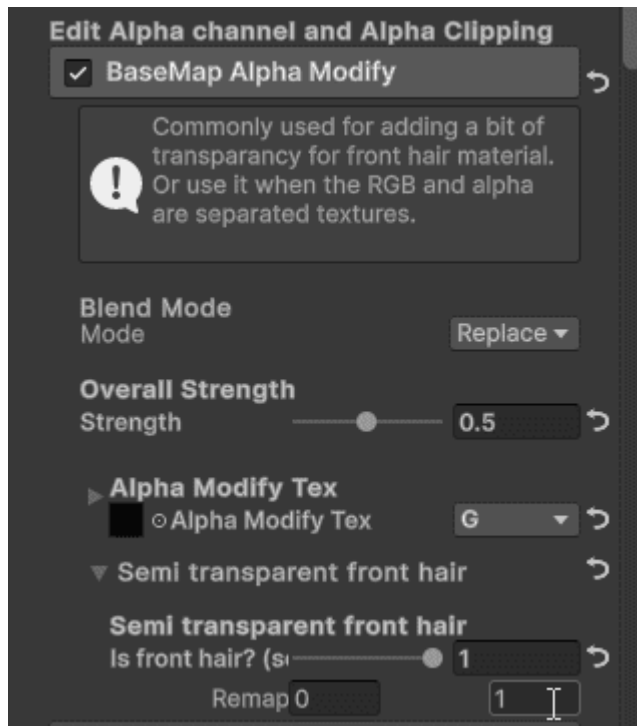 Edit Alpha channel and Alpha Clipping
BaseMap Alpha Modify
Commonly used for adding a bit of
transparancy for front hair material.
Or use it when the RGB and alpha
are separated textures.
Blend Mode
Mode Replace
Overall Strength
Strength 0.5
Alpha Modify Tex
Alpha Modify Tex G
Semi transparent front hair
Semi transparent front hair
Is front hair? (s 1
Remap 0 1